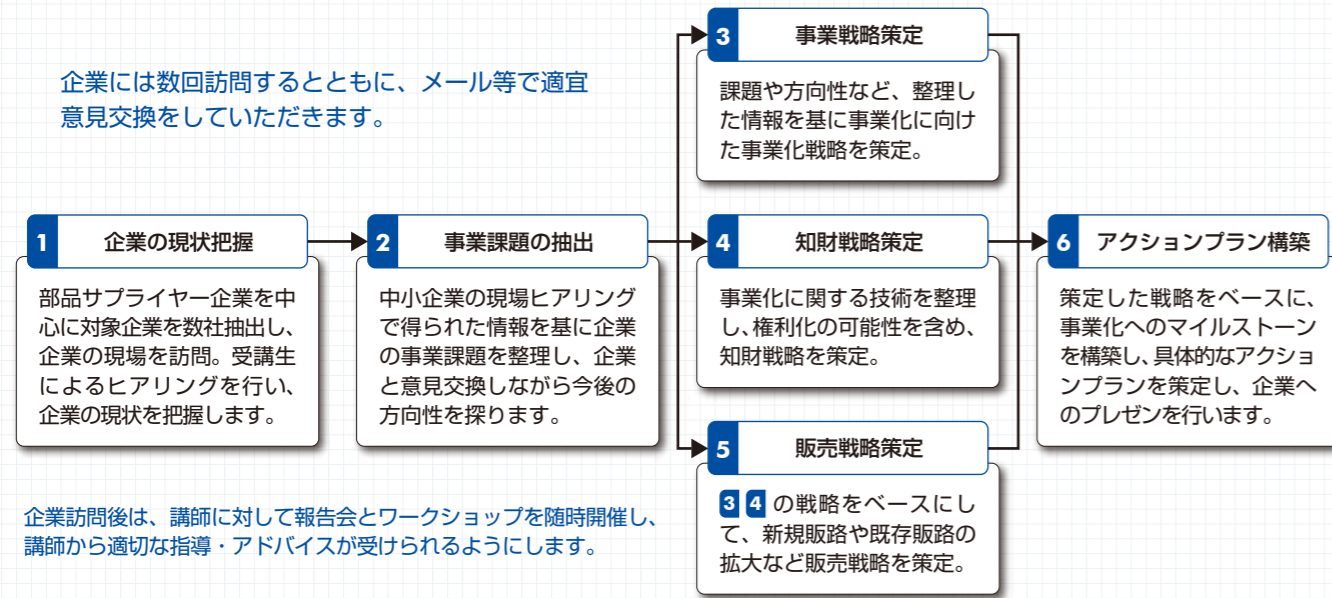 企業には数回訪問するとともに、メール等で適宜
意見交換をしていただきます。
1 企業の現状把握
部品サプライヤー企業を中
心に対象企業を数社抽出し、
企業の現場を訪問。受講生
によるヒアリングを行い、
企業の現状を把握します。
2 事業課題の抽出
中小企業の現場ヒアリング
で得られた情報を基に企業
の事業課題を整理し、企業
と意見交換しながら今後の
方向性を探ります。
3 事業戦略策定
課題や方向性など、整理し
た情報を基に事業化に向け
た事業化戦略を策定。
4 知財戦略策定
事業化に関する技術を整理
し、権利化の可能性を含め、
知財戦略を策定。
5 販売戦略策定
3 4 の戦略をベースにし
て、新規販路や既存販路の
拡大など販売戦略を策定。
6 アクションプラン構築
策定した戦略をベースに、
事業化へのマイルストーン
を構築し、具体的なアクショ
ンプランを策定し、企業へ
のプレゼンを行います。
企業訪問後は、講師に対して報告会とワークショップを随時開催し、
講師から適切な指導・アドバイスが受けられるようにします。